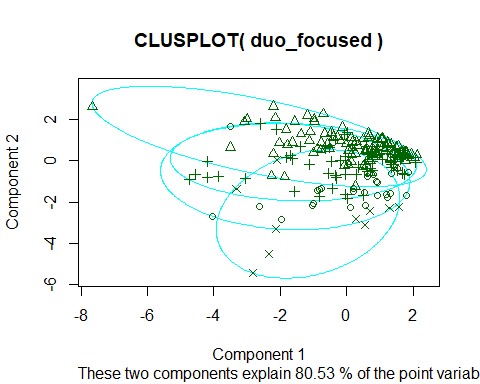 CLUSPLOT( duo_focused )
Component 2
2
0
-2
-4
-6
-8
-6
-4
-2
0
2
Component 1
These two components explain 80.53 % of the point variab